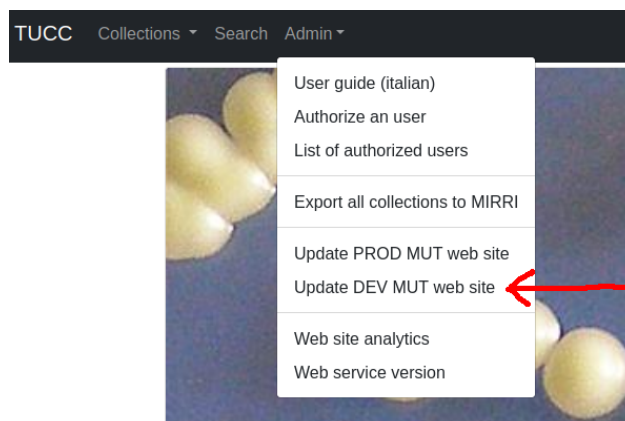 TUCC Collections Search Admin
User guide (italian)
Authorize an user
List of authorized users
Export all collections to MIRRI
Update PROD MUT web site
Update DEV MUT web site
Web site analytics
Web service version